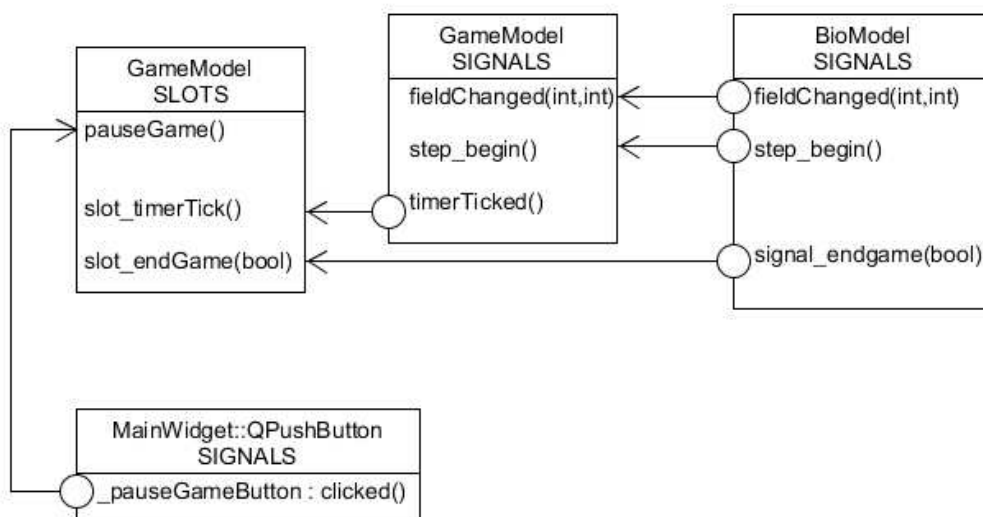 GameModel
SLOTS
pauseGame()
slot_timerTick()
slot_endGame(bool)
GameModel
SIGNALS
fieldChanged(int,int)
step_begin()
timerTicked()
BioModel
SIGNALS
fieldChanged(int,int)
step_begin()
signal_endgame(bool)
MainWidget::QPushButton
SIGNALS
_pauseGameButton : clicked()